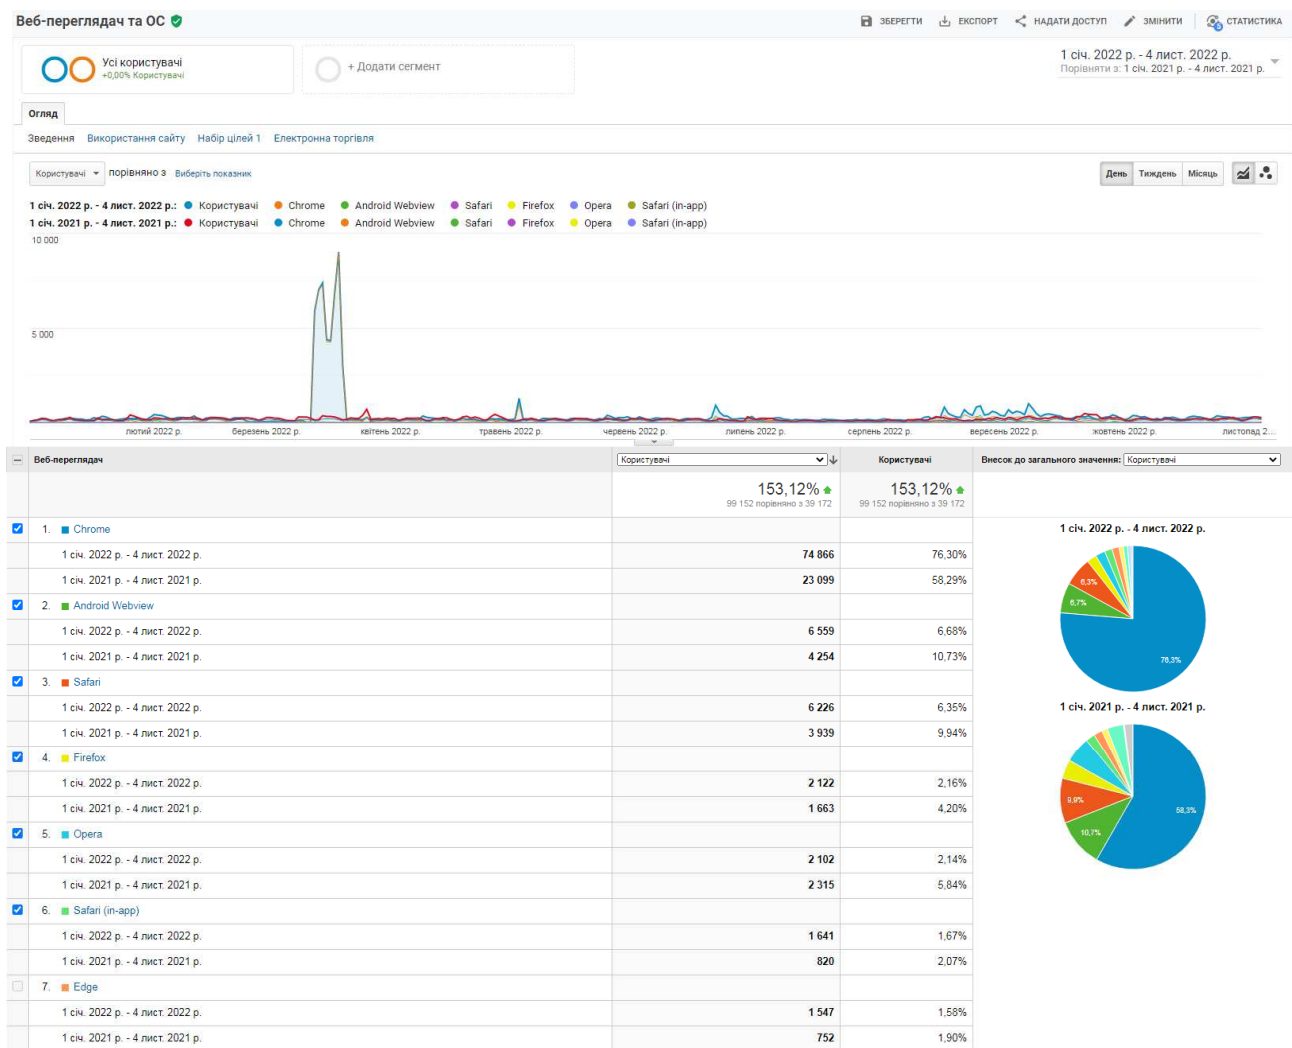 Веб-переглядач та ОС
ЗБЕРЕГТИ ЕКСПОРТ НАДАТИ ДОСТУП ЗМІНИТИ 5 СТАТИСТИКА
Усі користувачі
+0,00% Користувачі
+ Додати сегмент
1 січ. 2022 р. - 4 лист. 2022 р.
Порівняти з: 1 січ. 2021 р. - 4 лист. 2021 р.
Огляд
Зведення Використання сайту Набір цілей 1 Електронна торгівля
Користувачі порівняно з Виберіть показник
День Тиждень Місяць
1 січ. 2022 р. - 4 лист. 2022 р.: Користувачі Chrome Android Webview Safari Firefox Opera Safari (in-app)
1 січ. 2021 р. - 4 лист. 2021 р.: Користувачі Chrome Android Webview Safari Firefox Opera Safari (in-app)
10 000
5 000
лютий 2022 р. березень 2022 р. квітень 2022 р. травень 2022 р. червень 2022 р. липень 2022 р. серпень 2022 р. вересень 2022 р. жовтень 2022 р. листопад 2...
Веб-переглядач Користувачі Користувачі Внесок до загального значення: Користувачі
153,12% 153,12%
99 152 порівняно з 39 172 99 152 порівняно з 39 172
1. Chrome
1 січ. 2022 р. - 4 лист. 2022 р. 74 866 76,30%
1 січ. 2021 р. - 4 лист. 2021 р. 23 099 58,29%
2. Android Webview
1 січ. 2022 р. - 4 лист. 2022 р. 6 559 6,68%
1 січ. 2021 р. - 4 лист. 2021 р. 4 254 10,73%
3. Safari
1 січ. 2022 р. - 4 лист. 2022 р. 6 226 6,35%
1 січ. 2021 р. - 4 лист. 2021 р. 3 939 9,94%
4. Firefox
1 січ. 2022 р. - 4 лист. 2022 р. 2 122 2,16%
1 січ. 2021 р. - 4 лист. 2021 р. 1 663 4,20%
5. Opera
1 січ. 2022 р. - 4 лист. 2022 р. 2 102 2,14%
1 січ. 2021 р. - 4 лист. 2021 р. 2 315 5,84%
6. Safari (in-app)
1 січ. 2022 р. - 4 лист. 2022 р. 1 641 1,67%
1 січ. 2021 р. - 4 лист. 2021 р. 820 2,07%
7. Edge
1 січ. 2022 р. - 4 лист. 2022 р. 1 547 1,58%
1 січ. 2021 р. - 4 лист. 2021 р. 752 1,90%
1 січ. 2022 р. - 4 лист. 2022 р.
6,3%
6,7%
76,3%
1 січ. 2021 р. - 4 лист. 2021 р.
9,9%
58,3%
10,7%